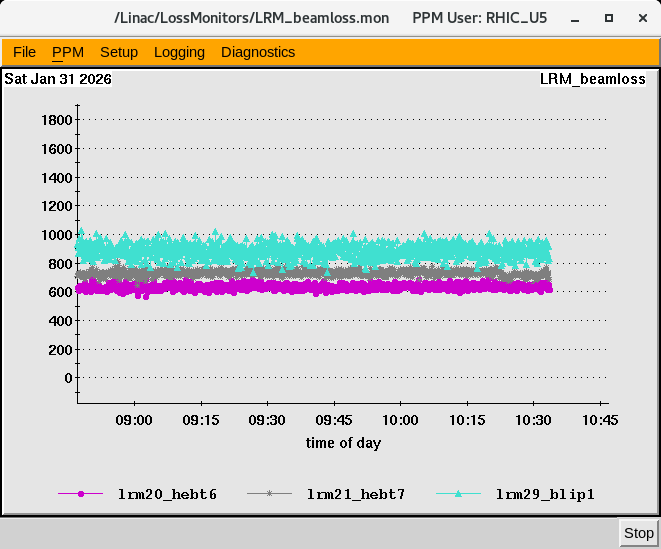 /Linac/LossMonitors/LRM_beamloss.mon PPM User: RHIC_U5
File PPM Setup Logging Diagnostics
Sat Jan 31 2026 LRM_beamloss
1800
1600
1400
1200
1000
800
600
400
200
0
09:00 09:15 09:30 09:45 10:00 10:15 10:30 10:45
time of day
lrm20_hebt6 lrm21_hebt7 lrm29_blip1
Stop